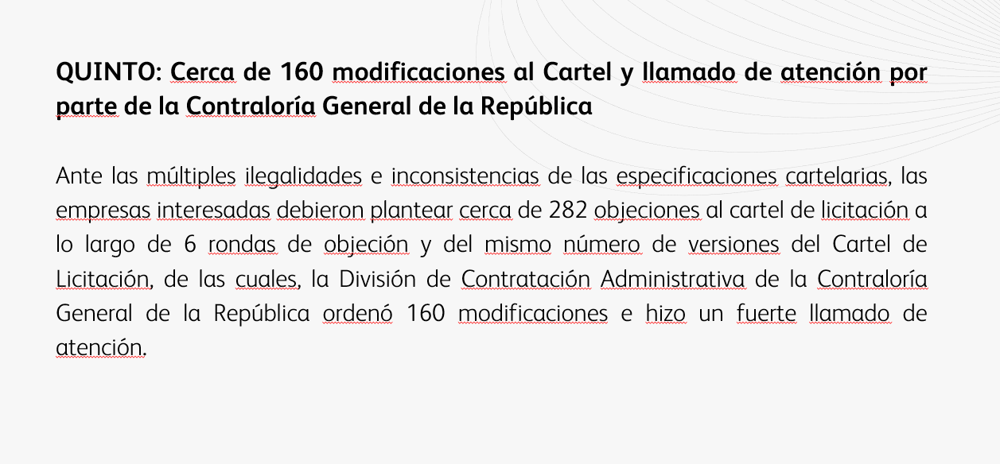 QUINTO: Cerca de 160 modificaciones al Cartel y llamado de atención por
parte de la Contraloría General de la República
Ante las múltiples ilegalidades e inconsistencias de las especificaciones cartelarias, las
empresas interesadas debieron plantear cerca de 282 objeciones al cartel de licitación a
lo largo de 6 rondas de objeción y del mismo número de versiones del Cartel de
Licitación, de las cuales, la División de Contratación Administrativa de la Contraloría
General de la República ordenó 160 modificaciones e hizo un fuerte llamado de
atención.